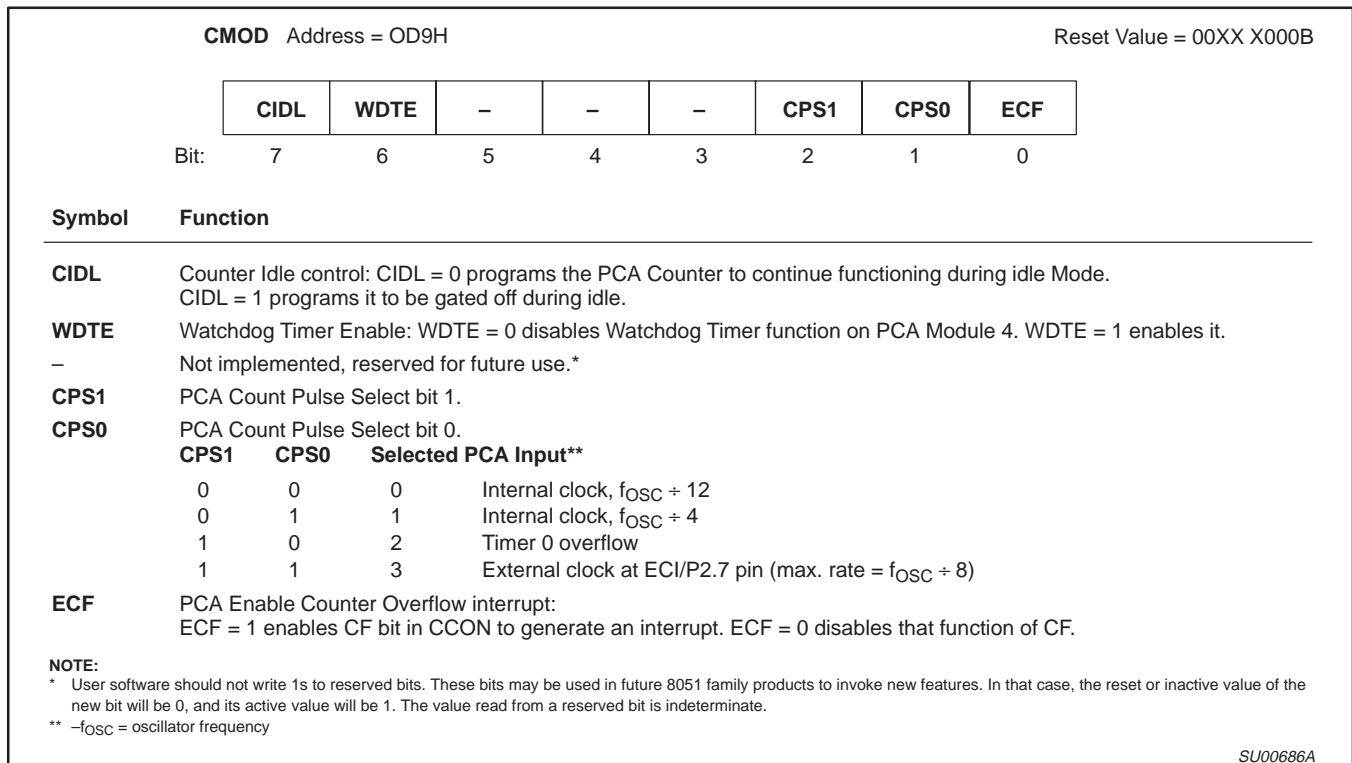 CMOD Address = OD9H Reset Value = 00XX X000B
CIDL WDTE – – – CPS1 CPS0 ECF
Bit: 7 6 5 4 3 2 1 0
Symbol Function
CIDL Counter Idle control: CIDL = 0 programs the PCA Counter to continue functioning during idle Mode.
CIDL = 1 programs it to be gated off during idle.
WDTE Watchdog Timer Enable: WDTE = 0 disables Watchdog Timer function on PCA Module 4. WDTE = 1 enables it.
– Not implemented, reserved for future use.*
CPS1 PCA Count Pulse Select bit 1.
CPS0 PCA Count Pulse Select bit 0.
CPS1 CPS0 Selected PCA Input**
0 0 0 Internal clock, fOSC ÷ 12
0 1 1 Internal clock, fOSC ÷ 4
1 0 2 Timer 0 overflow
1 1 3 External clock at ECI/P2.7 pin (max. rate = fOSC ÷ 8)
ECF PCA Enable Counter Overflow interrupt:
ECF = 1 enables CF bit in CCON to generate an interrupt. ECF = 0 disables that function of CF.
NOTE:
* User software should not write 1s to reserved bits. These bits may be used in future 8051 family products to invoke new features. In that case, the reset or inactive value of the
new bit will be 0, and its active value will be 1. The value read from a reserved bit is indeterminate.
** –fOSC = oscillator frequency
SU00686A